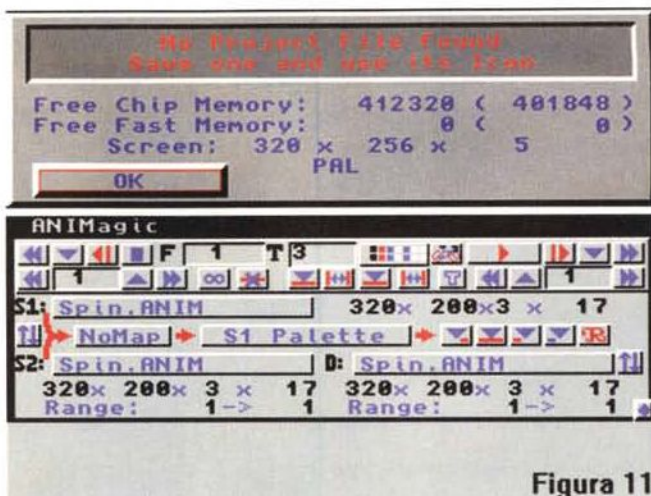 No Project File Found
Save one and use its Icon
Free Chip Memory: 412320 ( 401848 )
Free Fast Memory: 0 ( 0 )
Screen: 320 x 256 x 5
PAL
OK
ANIMagic
F 1 T 3
1 1
S1: Spin.ANIM 320x 200x3 x 17
NoMap S1 Palette R
S2: Spin.ANIM D: Spin.ANIM
320x 200x 3 x 17 320x 200x 3 x 17
Range: 1-> 1 Range: 1-> 1
Figura 11